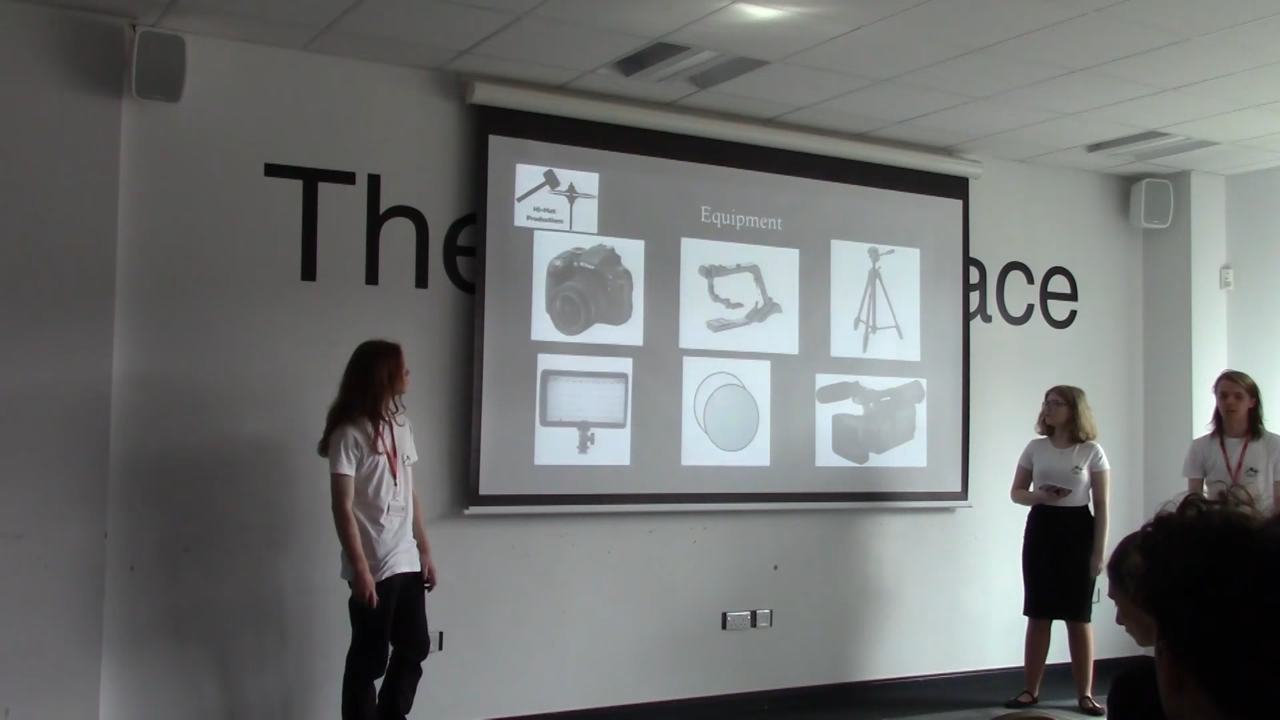 The
ace
Hi-Hat
Productions
Equipment